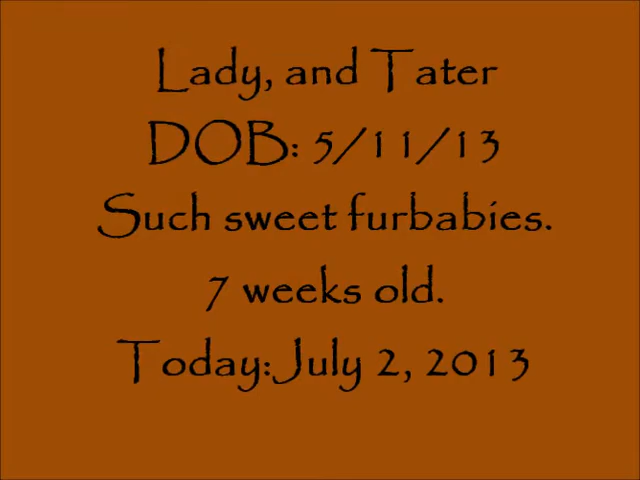 Lady, and Tater
DOB: 5/11/13
Such sweet furbabies.
7 weeks old.
Today:July 2, 2013